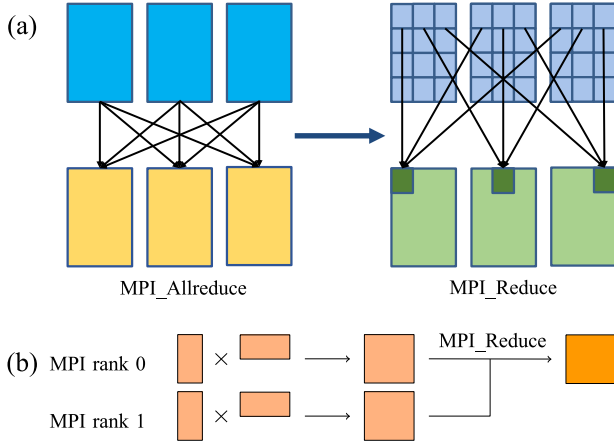 (a)
MPI_Allreduce
MPI_Reduce
(b)
MPI_Reduce
MPI rank 0 ×
MPI rank 1 ×